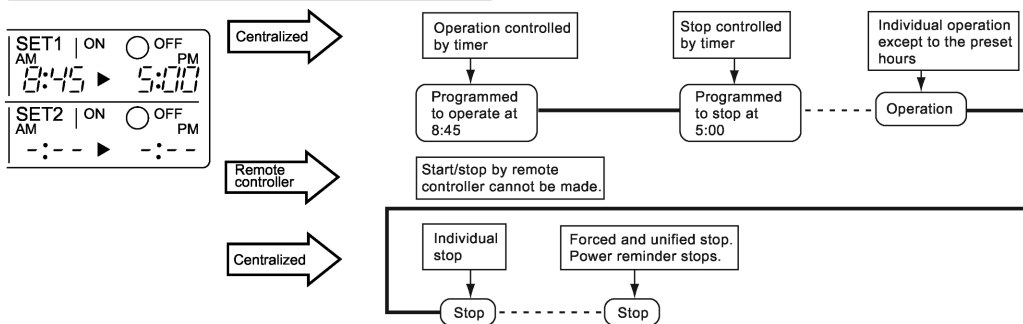 SET1 ON OFF
AM PM
8:45 ▶ 5:00
SET2 ON OFF
AM PM
-:-- ▶ -:--
Centralized
Operation controlled
by timer
Stop controlled
by timer
Individual operation
except to the preset
hours
Programmed
to operate at
8:45
Programmed
to stop at
5:00
Operation
Remote
controller
Start/stop by remote
controller cannot be made.
Centralized
Individual
stop
Forced and unified stop.
Power reminder stops.
Stop
Stop